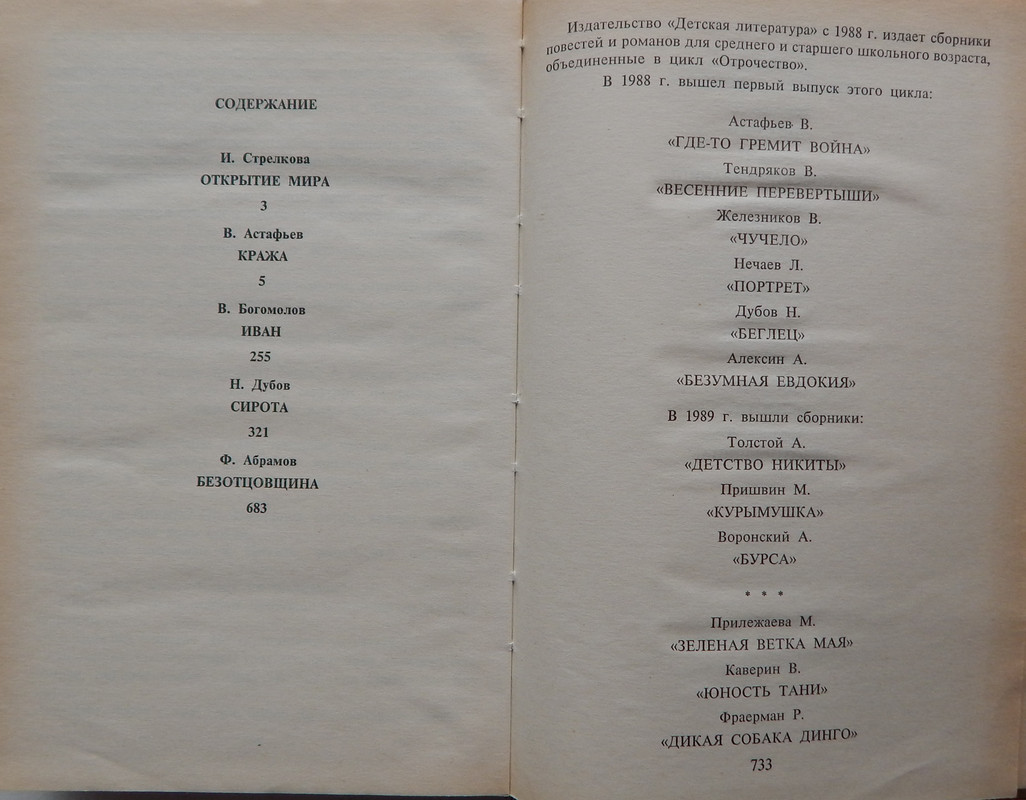 СОДЕРЖАНИЕ
И. Стрелкова
ОТКРЫТИЕ МИРА
3
В. Астафьев
КРАЖА
5
В. Богомолов
ИВАН
255
Н. Дубов
СИРОТА
321
Ф. Абрамов
БЕЗОТЦОВЩИНА
683
Издательство «Детская литература» с 1988 г. издает сборники
повестей и романов для среднего и старшего школьного возраста,
объединенные в цикл «Отрочество».
В 1988 г. вышел первый выпуск этого цикла:
Астафьев В.
«ГДЕ-ТО ГРЕМИТ ВОЙНА»
Тендряков В.
«ВЕСЕННИЕ ПЕРЕВЕРТЫШИ»
Железников В.
«ЧУЧЕЛО»
Нечаев Л.
«ПОРТРЕТ»
Дубов Н.
«БЕГЛЕЦ»
Алексин А.
«БЕЗУМНАЯ ЕВДОКИЯ»
В 1989 г. вышли сборники:
Толстой А.
«ДЕТСТВО НИКИТЫ»
Пришвин М.
«КУРЫМУШКА»
Воронский А.
«БУРСА»
* * *
Прилежаева М.
«ЗЕЛЕНАЯ ВЕТКА МАЯ»
Каверин В.
«ЮНОСТЬ ТАНИ»
Фраерман Р.
«ДИКАЯ СОБАКА ДИНГО»
733